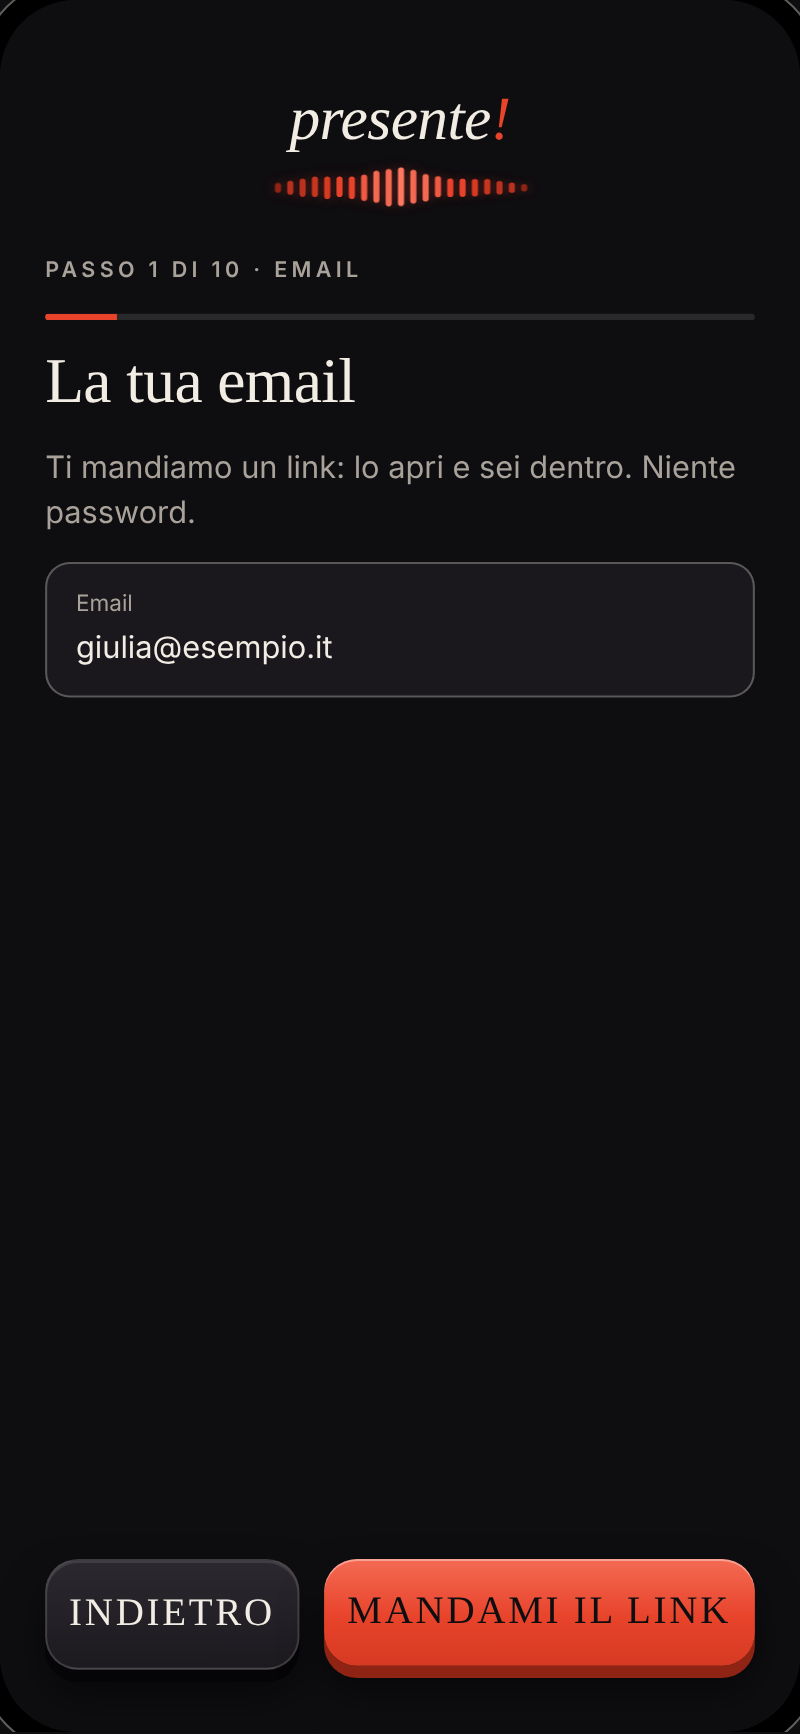 presente!
PASSO 1 DI 10 · EMAIL
La tua email
Ti mandiamo un link: lo apri e sei dentro. Niente
password.
Email
giulia@esempio.it
INDIETRO
MANDAMI IL LINK